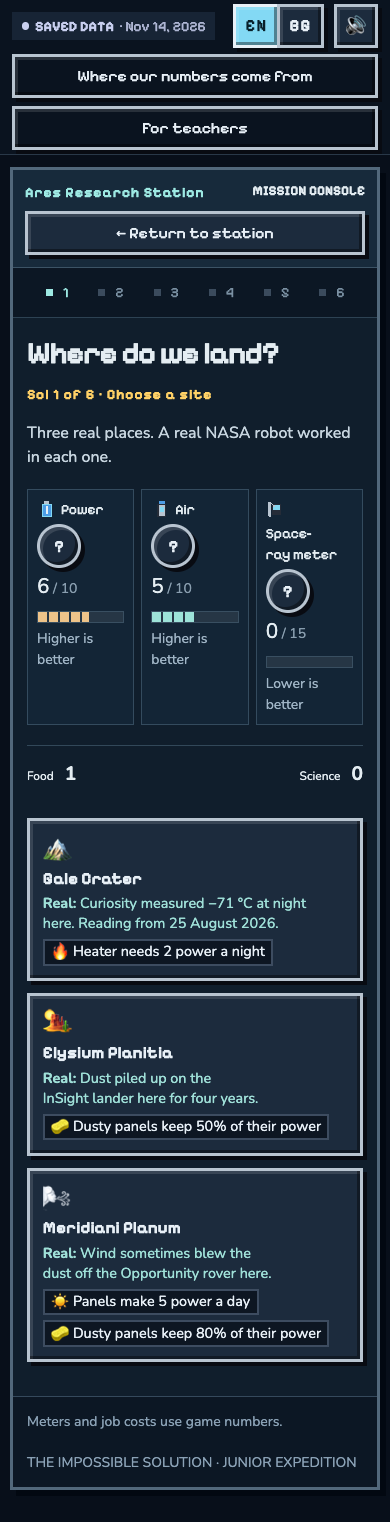 SAVED DATA · Nov 14, 2026
EN
Where our numbers come from
For teachers
Ares Research Station
MISSION CONSOLE
← Return to station
1 2 3 4 5 6
Where do we land?
Sol 1 of 6 · Choose a site
Three real places. A real NASA robot worked
in each one.
Power
?
6 / 10
Higher is
better
Air
?
5 / 10
Higher is
better
Space-
ray meter
?
0 / 15
Lower is
better
Food 1
Science 0
Gale Crater
Real: Curiosity measured −71 °C at night
here. Reading from 25 August 2026.
Heater needs 2 power a night
Elysium Planitia
Real: Dust piled up on the
InSight lander here for four years.
Dusty panels keep 50% of their power
Meridiani Planum
Real: Wind sometimes blew the
dust off the Opportunity rover here.
Panels make 5 power a day
Dusty panels keep 80% of their power
Meters and job costs use game numbers.
THE IMPOSSIBLE SOLUTION · JUNIOR EXPEDITION